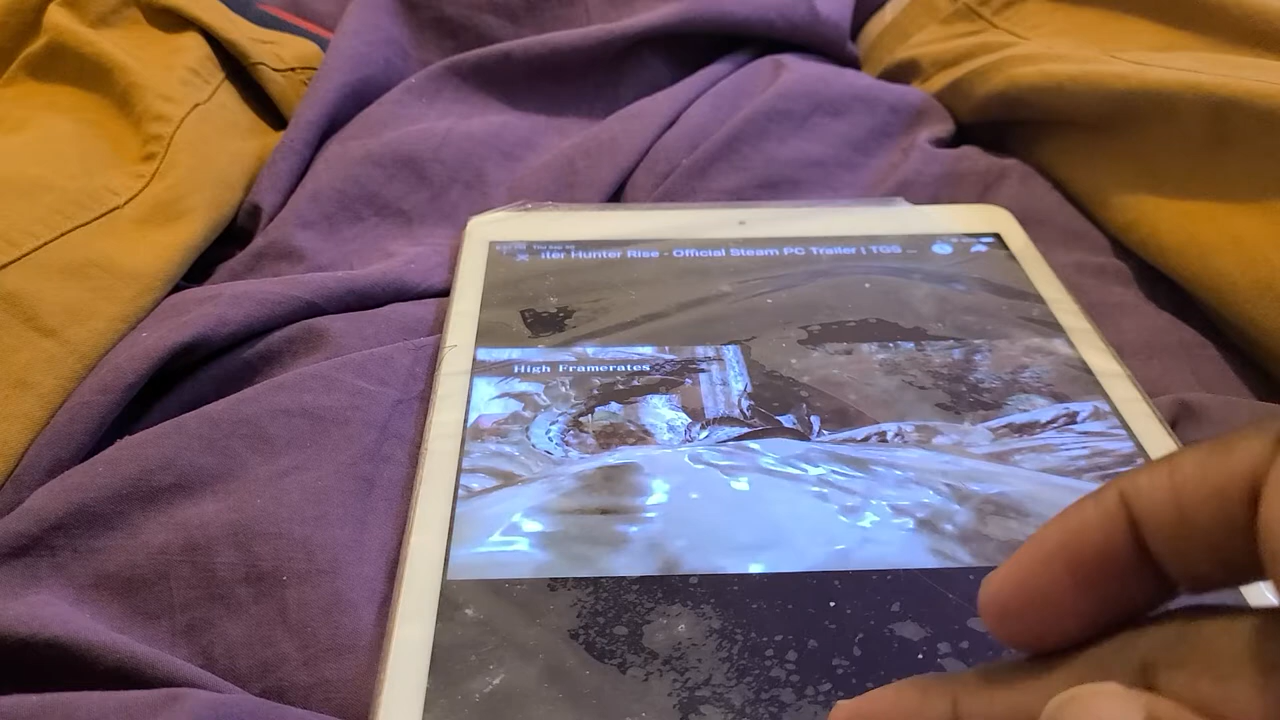 ter Hunter Rise - Official Steam PC Trailer | TGS ...
High Framerates